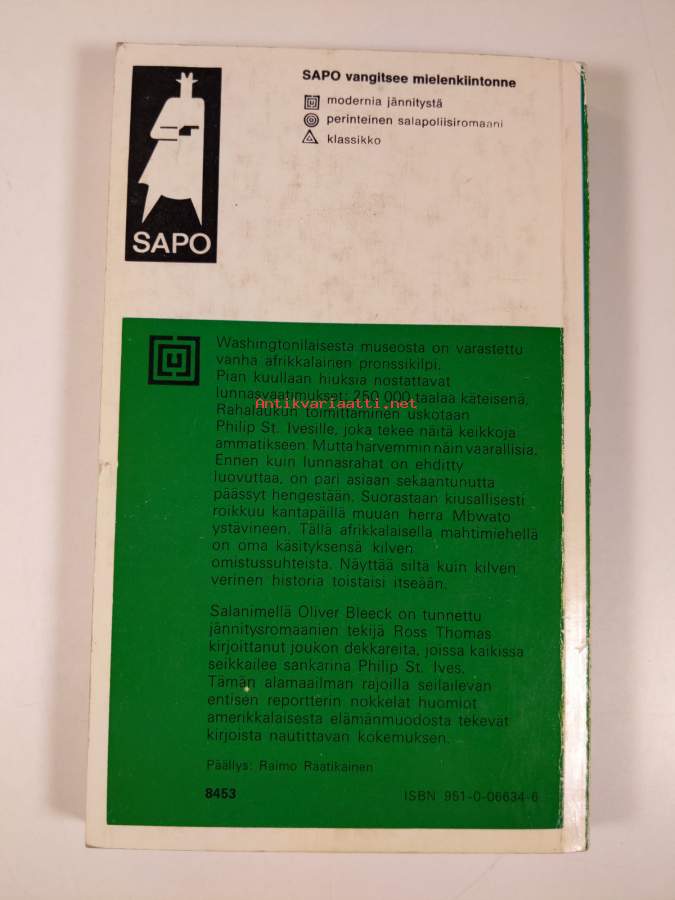 SAPO
SAPO vangitsee mielenkiintonne
modernia jännitystä
perinteinen salapoliisiromaani
klassikko
Washingtonilaisesta museosta on varastettu
vanha afrikkalainen pronssikilpi.
Pian kuullaan hiuksia nostattavat
lunnasvaatimukset: 250 000 taalaa käteisenä.
Antikvariaatti.net
Rahalaukun toimittaminen uskotaan
Philip St. Ivesille, joka tekee näitä keikkoja
ammatikseen. Mutta harvemmin näin vaarallisia.
Ennen kuin lunnasrahat on ehditty
luovuttaa, on pari asiaan sekaantunutta
päässyt hengestään. Suorastaan kiusallisesti
roikkuu kantapäillä muuan herra Mbwato
ystävineen. Tällä afrikkalaisella mahtimiehellä
on oma käsityksensä kilven
omistussuhteista. Näyttää siltä kuin kilven
verinen historia toistaisi itseään.
Salanimellä Oliver Bleeck on tunnettu
jännitysromaanien tekijä Ross Thomas
kirjoittanut joukon dekkareita, joissa kaikissa
seikkailee sankarina Philip St. Ives.
Tämän alamaailman rajoilla seilailevan
entisen reportterin nokkelat huomiot
amerikkalaisesta elämänmuodosta tekevät
kirjoista nautittavan kokemuksen.
Päällys: Raimo Raatikainen
8453
ISBN 951-0-06634-6